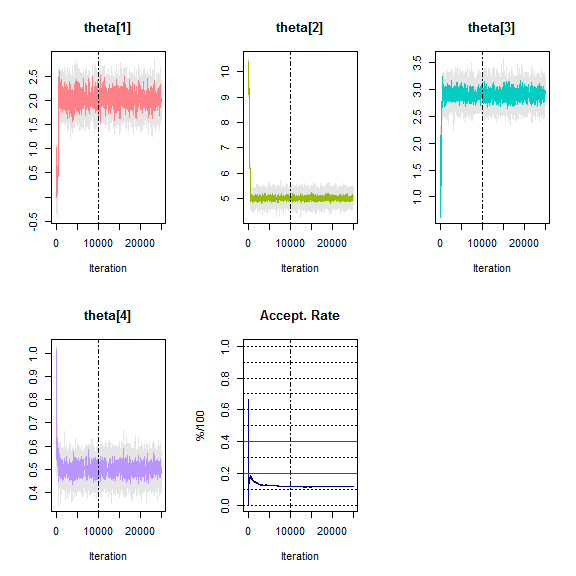 theta[1]
-0.5 0.5 1.5 2.0 2.5
0 10000 20000
Iteration
theta[2]
5 6 7 8 9 10
0 10000 20000
Iteration
theta[3]
1.0 1.5 2.0 2.5 3.0 3.5
0 10000 20000
Iteration
theta[4]
0.4 0.5 0.6 0.7 0.8 0.9 1.0
0 10000 20000
Iteration
Accept. Rate
%/100
0.0 0.2 0.4 0.6 0.8 1.0
0 10000 20000
Iteration